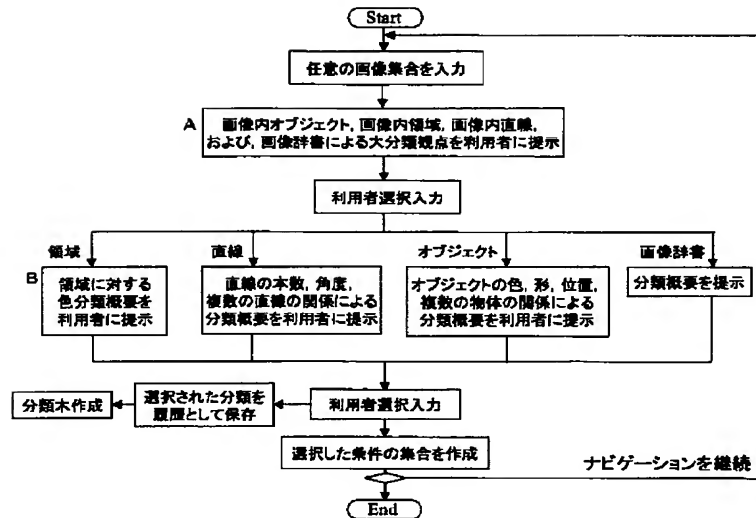 Start
任意の画像集合を入力
A
画像内オブジェクト, 画像内領域, 画像内直線,
および, 画像辞書による大分類観点を利用者に提示
利用者選択入力
領域
直線
オブジェクト
画像辞書
B
領域に対する
色分類概要を
利用者に提示
直線の本数, 角度,
複数の直線の関係による
分類概要を利用者に提示
オブジェクトの色, 形, 位置,
複数の物体の関係による
分類概要を利用者に提示
分類概要を提示
分類木作成
選択された分類を
履歴として保存
利用者選択入力
選択した条件の集合を作成
ナビゲーションを継続
End